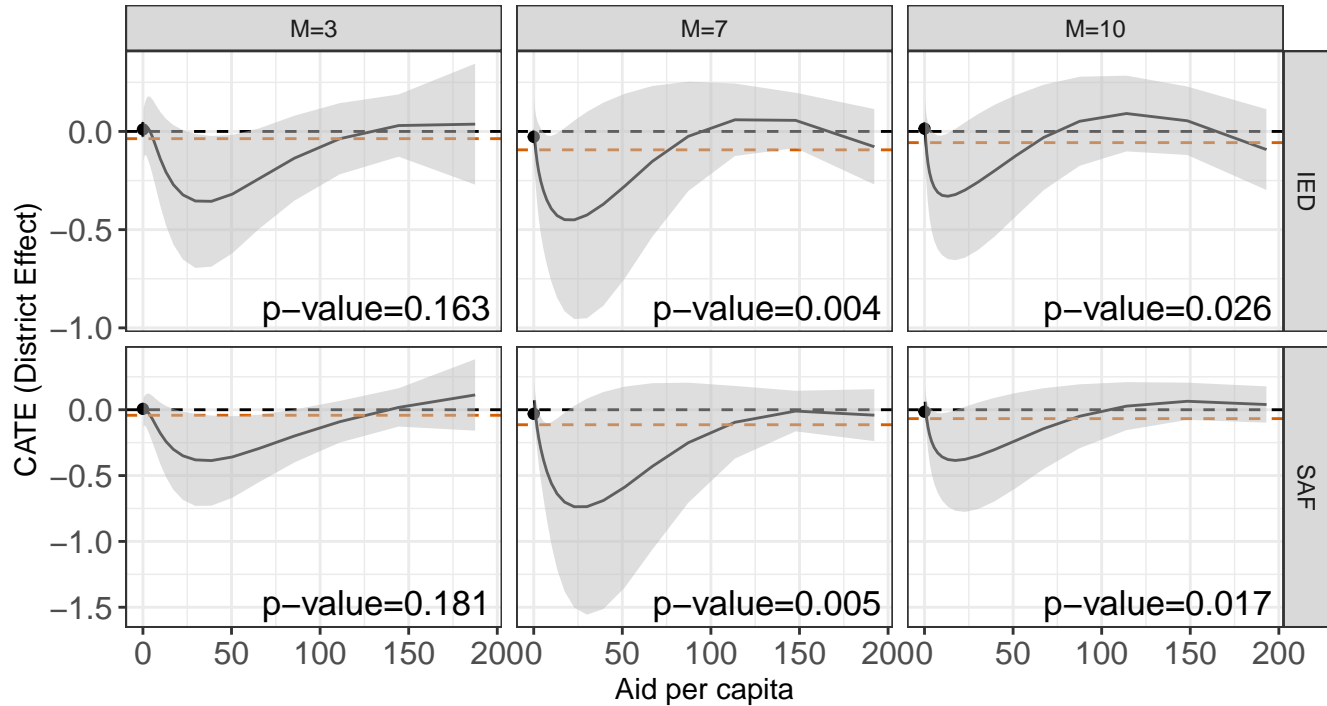 M=3 M=7 M=10
0.0
−0.5
−1.0
p−value=0.163 p−value=0.004 p−value=0.026
IED
0.0
−0.5
−1.0
−1.5
p−value=0.181 p−value=0.005 p−value=0.017
SAF
0 50 100 150 200 0 50 100 150 200 0 50 100 150 200
Aid per capita
CATE (District Effect)